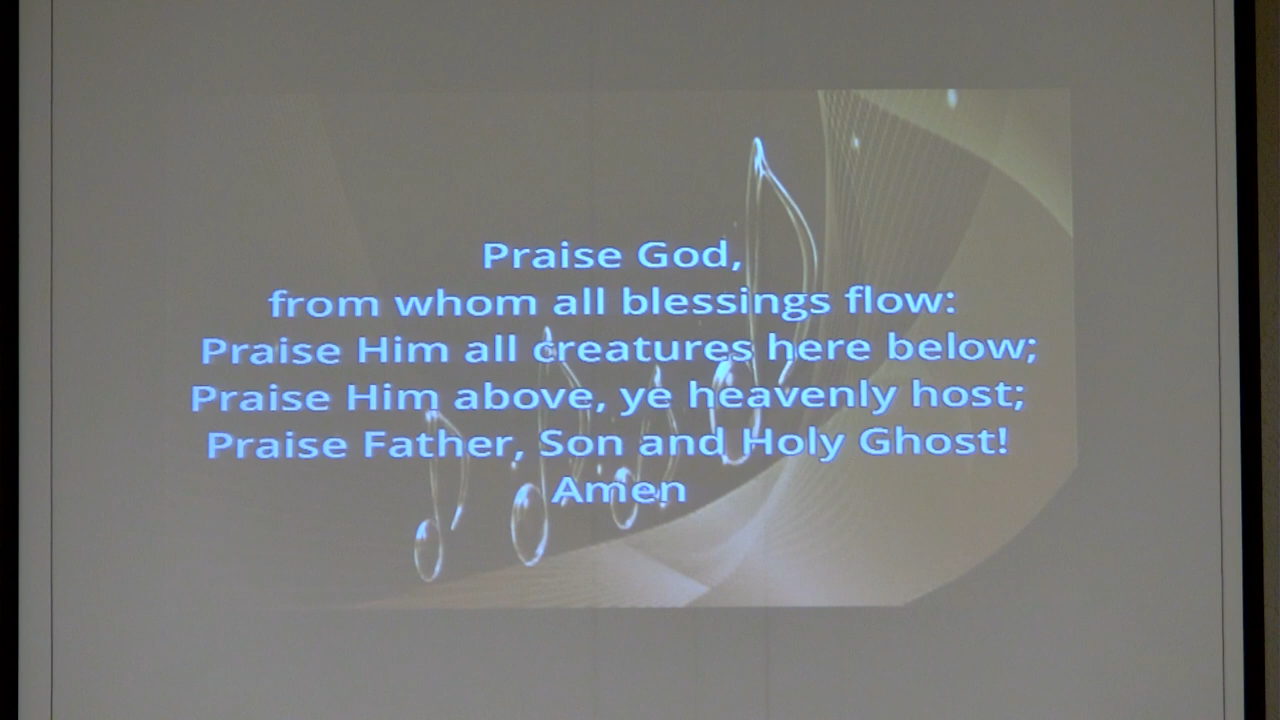 Praise God,
from whom all blessings flow:
Praise Him all creatures here below;
Praise Him above, ye heavenly host;
Praise Father, Son and Holy Ghost!
Amen